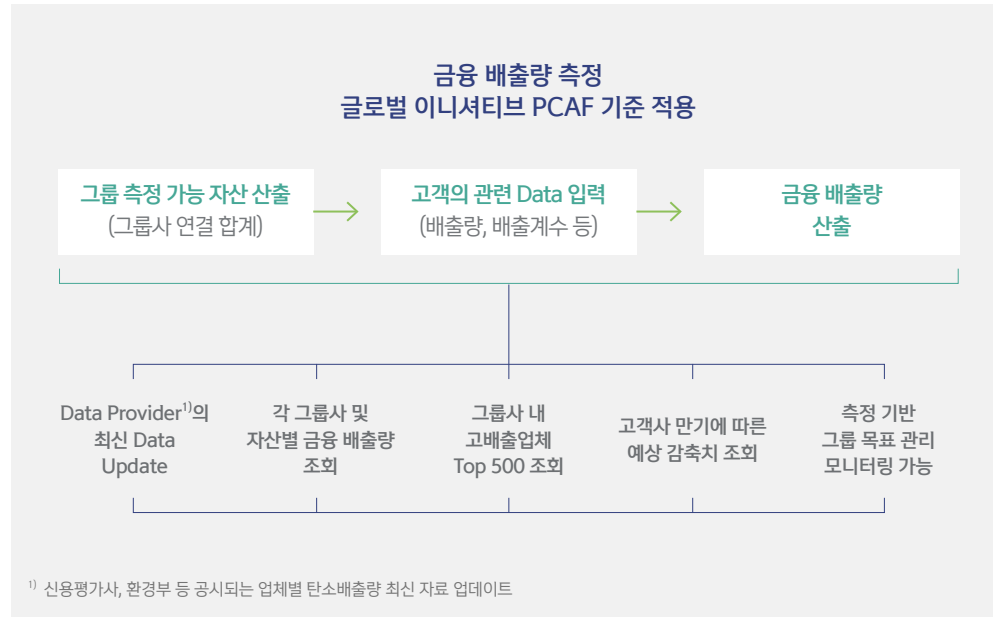 금융 배출량 측정
글로벌 이니셔티브 PCAF 기준 적용
그룹 측정 가능 자산 산출
(그룹사 연결 합계)
고객의 관련 Data 입력
(배출량, 배출계수 등)
금융 배출량
산출
Data Provider¹⁾의
최신 Data
Update
각 그룹사 및
자산별 금융 배출량
조회
그룹사 내
고배출업체
Top 500 조회
고객사 만기에 따른
예상 감축치 조회
측정 기반
그룹 목표 관리
모니터링 가능
¹⁾ 신용평가사, 환경부 등 공시되는 업체별 탄소배출량 최신 자료 업데이트